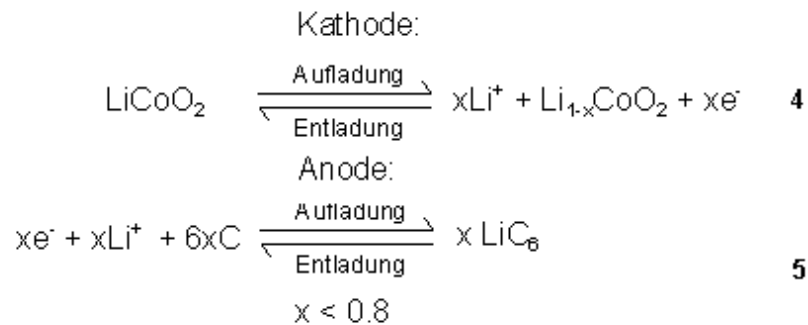 Kathode:
Aufladung
LiCoO₂ xLi⁺ + Li₁₋ₓCoO₂ + xe⁻ 4
Entladung
Anode:
Aufladung
xe⁻ + xLi⁺ + 6xC x LiC₆
Entladung
5
x < 0.8